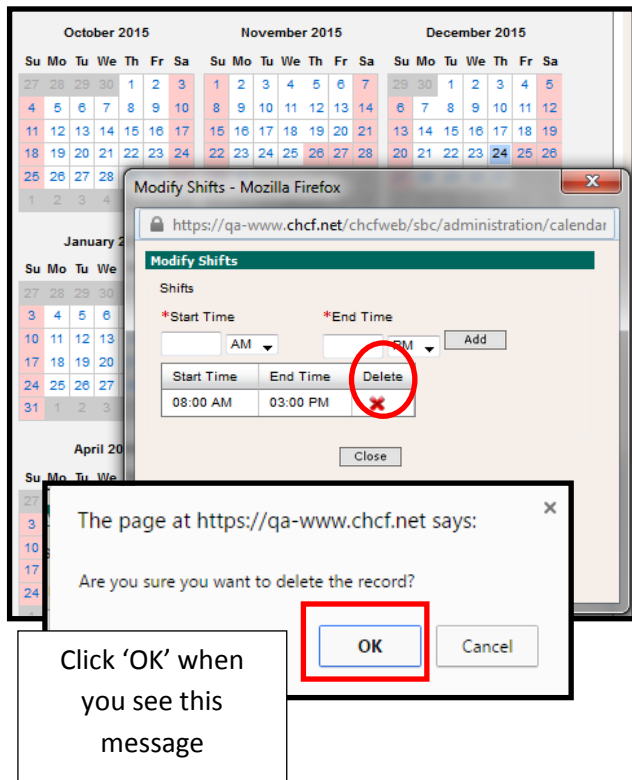 October 2015 November 2015 December 2015
Su Mo Tu We Th Fr Sa Su Mo Tu We Th Fr Sa Su Mo Tu We Th Fr Sa
27 28 29 30 1 2 3 1 2 3 4 5 6 7 29 30 1 2 3 4 5
4 5 6 7 8 9 10 8 9 10 11 12 13 14 6 7 8 9 10 11 12
11 12 13 14 15 16 17 15 16 17 18 19 20 21 13 14 15 16 17 18 19
18 19 20 21 22 23 24 22 23 24 25 26 27 28 20 21 22 23 24 25 26
25 26 27 28
1 2 3 4
January 2
Su Mo Tu We
27 28 29 30
3 4 5 6
10 11 12 13
17 18 19 20
24 25 26 27
31 1 2 3
April 20
Su Mo Tu We
27
3
10
17
24
Modify Shifts - Mozilla Firefox
https://qa-www.chcf.net/chcfweb/sbc/administration/calendar
Modify Shifts
Shifts
*Start Time *End Time
AM PM Add
Start Time End Time Delete
08:00 AM 03:00 PM
Close
The page at https://qa-www.chcf.net says:
Are you sure you want to delete the record?
OK Cancel
Click ‘OK’ when
you see this
message